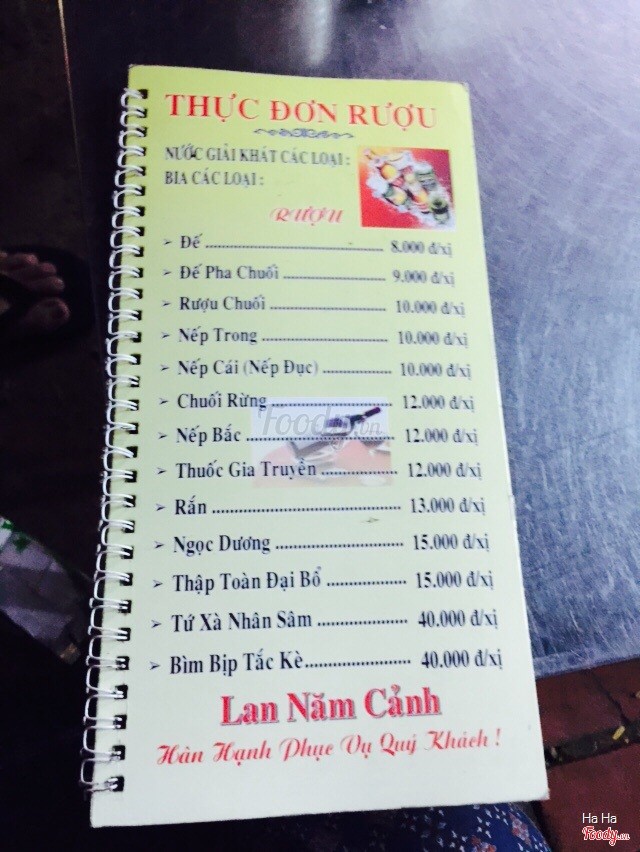 THỰC ĐƠN RƯỢU
NƯỚC GIẢI KHÁT CÁC LOẠI :
BIA CÁC LOẠI :
RƯỢU
➢ Đế ........ 8.000 đ/xị
➢ Đế Pha Chuối ........ 9.000 đ/xị
➢ Rượu Chuối ........ 10.000 đ/xị
➢ Nếp Trong ........ 10.000 đ/xị
➢ Nếp Cái (Nếp Đục) ........ 10.000 đ/xị
➢ Chuối Rừng ........ 12.000 đ/xị
Foody.vn
➢ Nếp Bắc ........ 12.000 đ/xị
➢ Thuốc Gia Truyền ........ 12.000 đ/xị
➢ Rắn ........ 13.000 đ/xị
➢ Ngọc Dương ........ 15.000 đ/xị
➢ Thập Toàn Đại Bổ ........ 15.000 đ/xị
➢ Tứ Xà Nhân Sâm ........ 40.000 đ/xị
➢ Bìm Bịp Tắc Kè ........ 40.000 đ/xị
Lan Năm Cảnh
Hân Hạnh Phục Vụ Quý Khách !
Ha Ha
Foody.vn